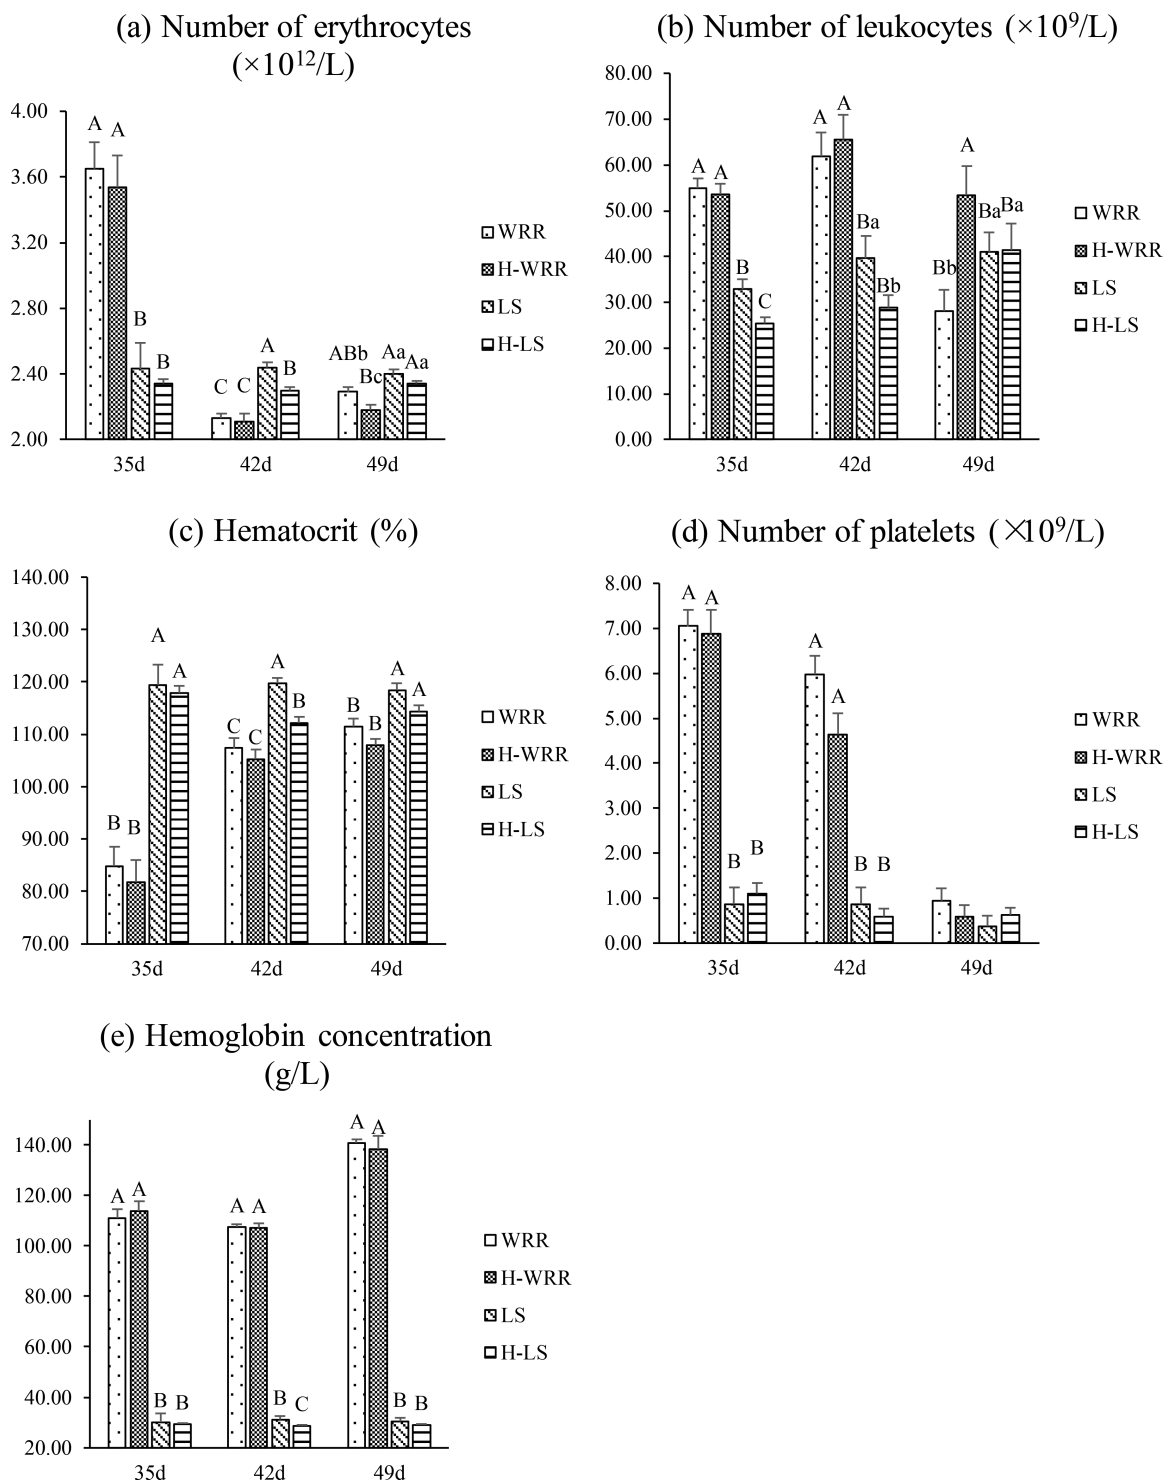 (a) Number of erythrocytes
(×10¹²/L)
4.00
3.60
3.20
2.80
2.40
2.00
A A B B
C C A B
ABb Bc Aa Aa
35d 42d 49d
WRR
H-WRR
LS
H-LS
(b) Number of leukocytes (×10⁹/L)
80.00
70.00
60.00
50.00
40.00
30.00
20.00
10.00
0.00
A A B C
A A Ba Bb
Bb A Ba Ba
35d 42d 49d
WRR
H-WRR
LS
H-LS
(c) Hematocrit (%)
140.00
130.00
120.00
110.00
100.00
90.00
80.00
70.00
B B A A
C C A B
B B A A
35d 42d 49d
WRR
H-WRR
LS
H-LS
(d) Number of platelets (×10⁹/L)
8.00
7.00
6.00
5.00
4.00
3.00
2.00
1.00
0.00
A A B B
A A B B
35d 42d 49d
WRR
H-WRR
LS
H-LS
(e) Hemoglobin concentration
(g/L)
140.00
120.00
100.00
80.00
60.00
40.00
20.00
A A B B
A A B C
A A B B
35d 42d 49d
WRR
H-WRR
LS
H-LS